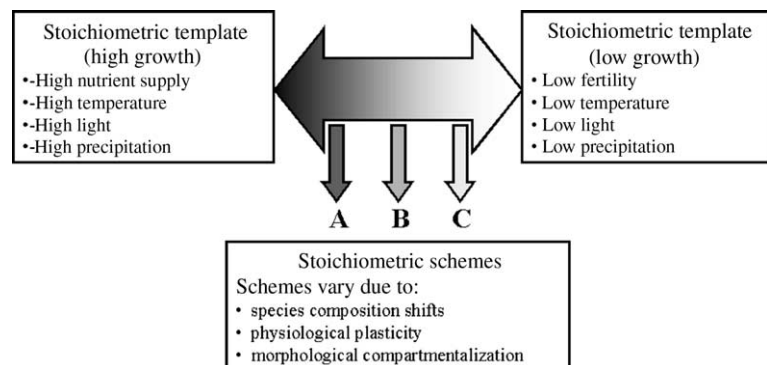 Stoichiometric template
(high growth)
•-High nutrient supply
•-High temperature
•-High light
•-High precipitation
Stoichiometric template
(low growth)
• Low fertility
• Low temperature
• Low light
• Low precipitation
A B C
Stoichiometric schemes
Schemes vary due to:
• species composition shifts
• physiological plasticity
• morphological compartmentalization